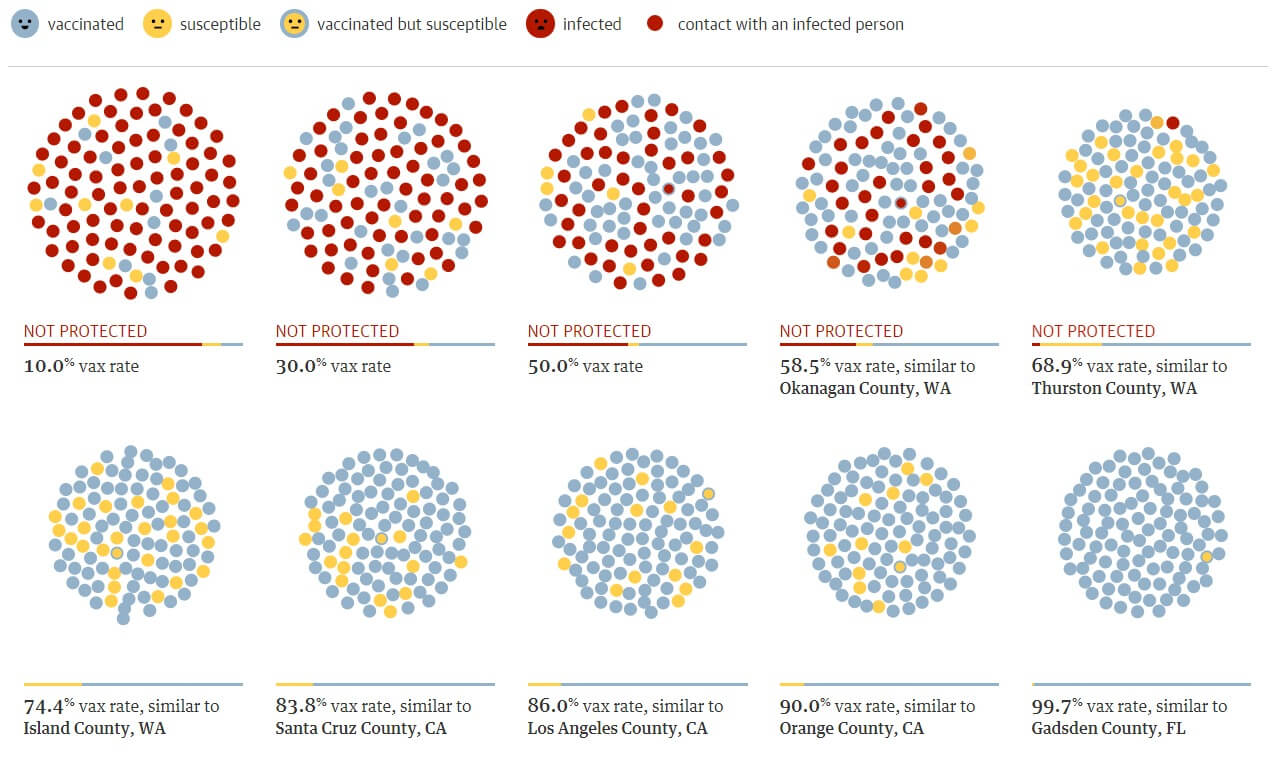 vaccinated susceptible vaccinated but susceptible infected contact with an infected person
NOT PROTECTED NOT PROTECTED NOT PROTECTED NOT PROTECTED NOT PROTECTED
10.0% vax rate 30.0% vax rate 50.0% vax rate 58.5% vax rate, similar to 68.9% vax rate, similar to
Okanagan County, WA Thurston County, WA
74.4% vax rate, similar to 83.8% vax rate, similar to 86.0% vax rate, similar to 90.0% vax rate, similar to 99.7% vax rate, similar to
Island County, WA Santa Cruz County, CA Los Angeles County, CA Orange County, CA Gadsden County, FL